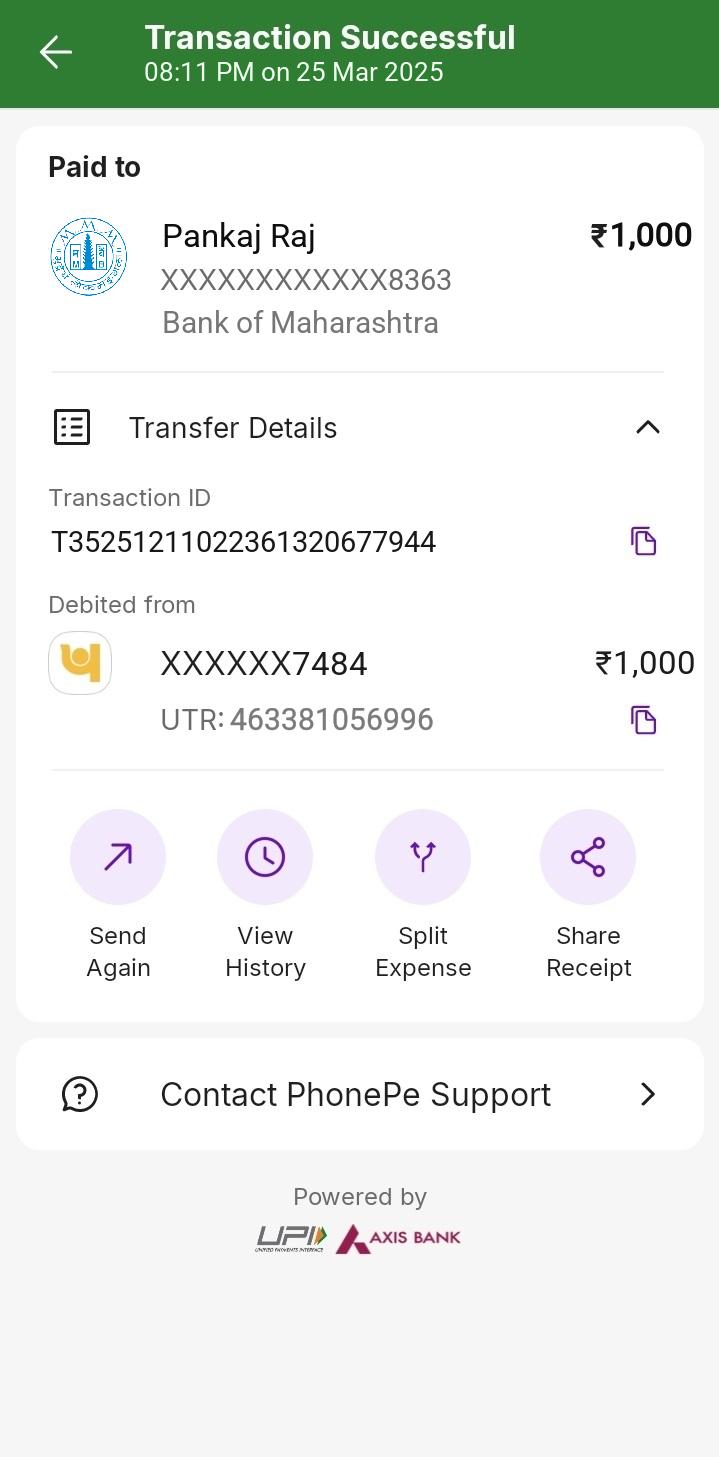 Transaction Successful
08:11 PM on 25 Mar 2025
Paid to
Pankaj Raj
₹1,000
XXXXXXXXXXXX8363
Bank of Maharashtra
Transfer Details
Transaction ID
T35251211022361320677944
Debited from
XXXXXX7484
₹1,000
UTR: 463381056996
Send Again
View History
Split Expense
Share Receipt
Contact PhonePe Support
Powered by
UPI
UNIFIED PAYMENTS INTERFACE
AXIS BANK